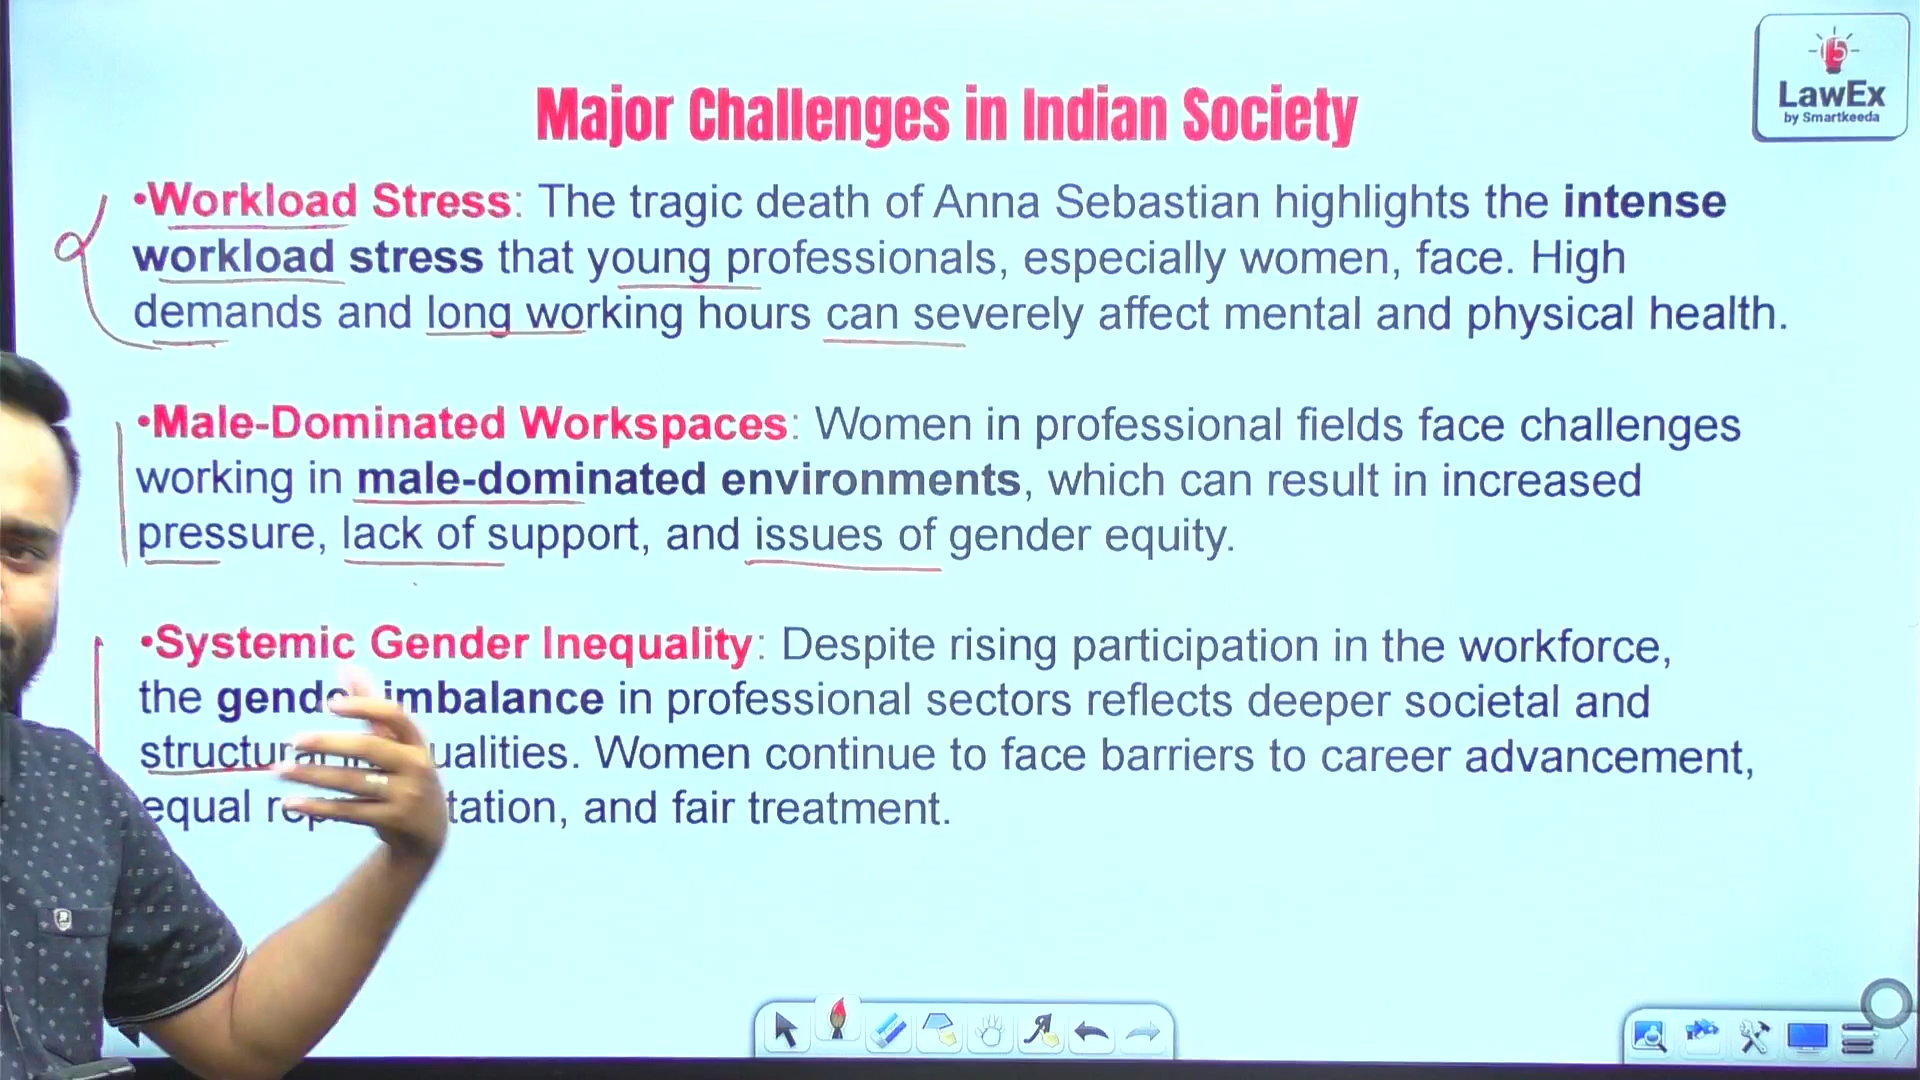 LawEx
by Smartkeeda
Major Challenges in Indian Society
•Workload Stress: The tragic death of Anna Sebastian highlights the intense
workload stress that young professionals, especially women, face. High
demands and long working hours can severely affect mental and physical health.
•Male-Dominated Workspaces: Women in professional fields face challenges
working in male-dominated environments, which can result in increased
pressure, lack of support, and issues of gender equity.
•Systemic Gender Inequality: Despite rising participation in the workforce,
the imbalance in professional sectors reflects deeper societal and
Women continue to face barriers to career advancement,
equal and fair treatment.